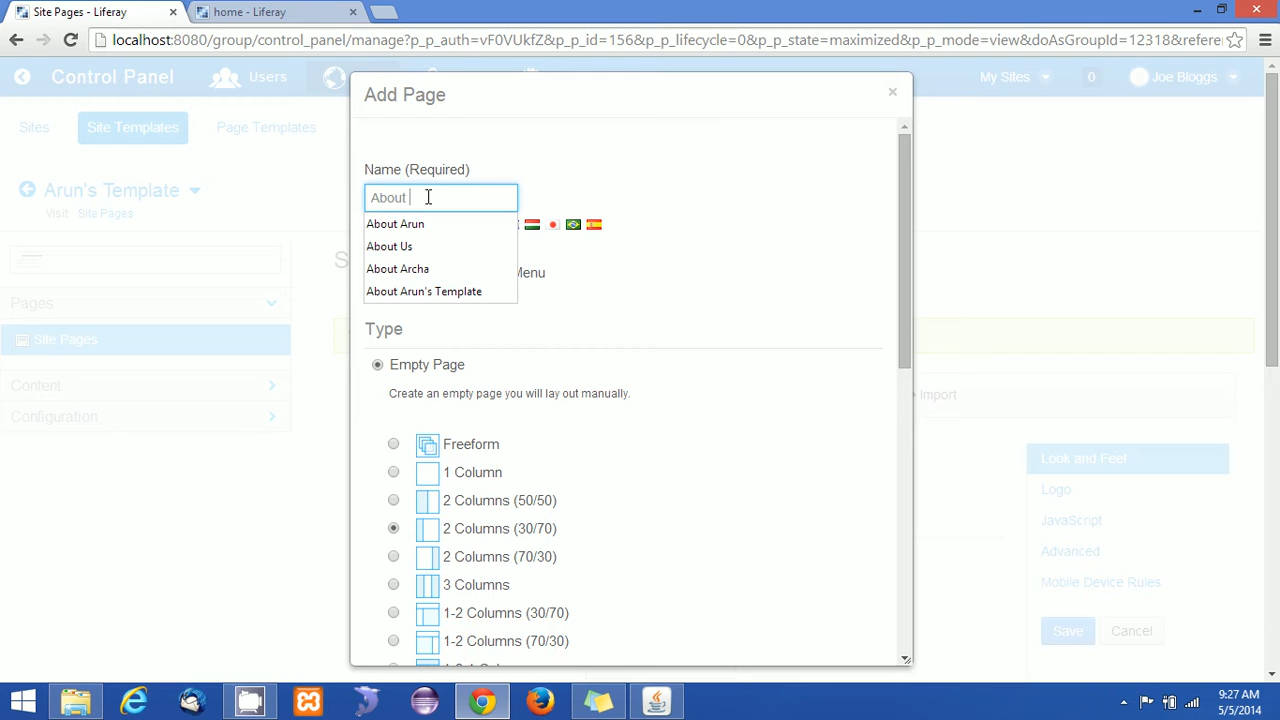 Site Pages - Liferay
home - Liferay
localhost:8080/group/control_panel/manage?p_p_auth=vF0VUkfZ&p_p_id=156&p_p_lifecycle=0&p_p_state=maximized&p_p_mode=view&doAsGroupId=12318&refere
Control Panel
Users
My Sites
0
Joe Bloggs
Sites
Site Templates
Page Templates
Arun's Template
Visit Site Pages
Pages
Site Pages
Content
Configuration
Add Page
×
Name (Required)
About
About Arun
About Us
About Archa
About Arun's Template
Menu
Type
Empty Page
Create an empty page you will lay out manually.
Freeform
1 Column
2 Columns (50/50)
2 Columns (30/70)
2 Columns (70/30)
3 Columns
1-2 Columns (30/70)
1-2 Columns (70/30)
Import
Look and Feel
Logo
JavaScript
Advanced
Mobile Device Rules
Save
Cancel
9:27 AM
5/5/2014